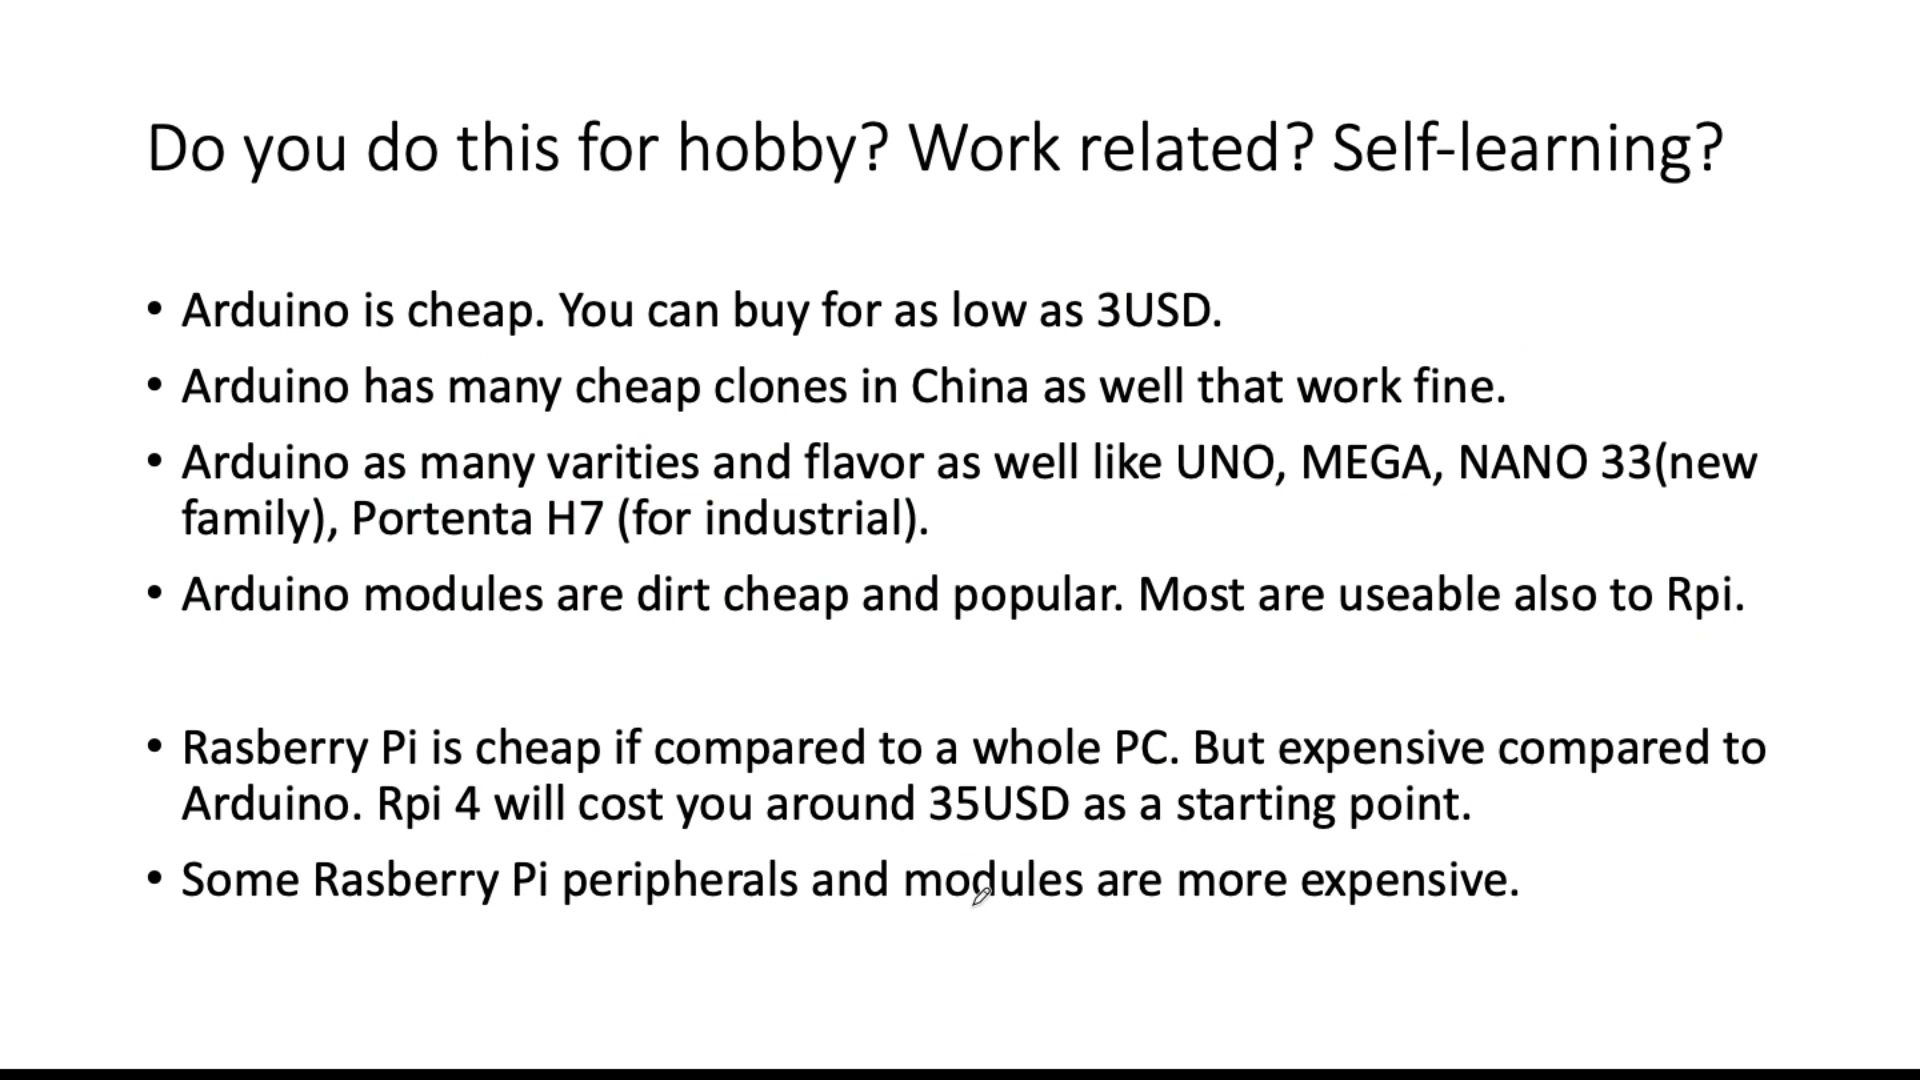 Do you do this for hobby? Work related? Self-learning?
• Arduino is cheap. You can buy for as low as 3USD.
• Arduino has many cheap clones in China as well that work fine.
• Arduino as many varities and flavor as well like UNO, MEGA, NANO 33(new
family), Portenta H7 (for industrial).
• Arduino modules are dirt cheap and popular. Most are useable also to Rpi.
• Rasberry Pi is cheap if compared to a whole PC. But expensive compared to
Arduino. Rpi 4 will cost you around 35USD as a starting point.
• Some Rasberry Pi peripherals and modules are more expensive.